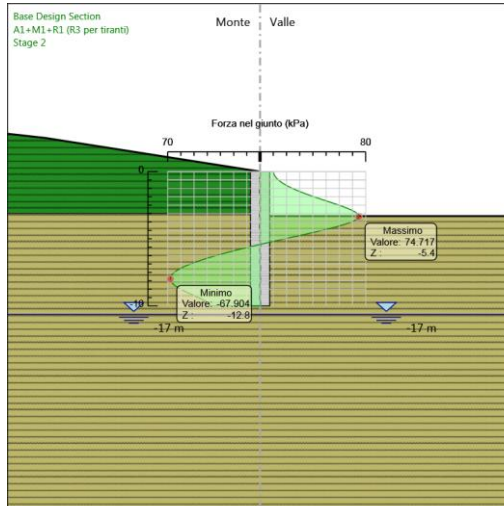 Base Design Section
A1+M1+R1 (R3 per tiranti)
Stage 2
Monte
Valle
Forza nel giunto (kPa)
70
80
0
Massimo
Valore: 74.717
Z : -5.4
Minimo
Valore: -67.904
Z : -12.8
-10
-17 m
-17 m